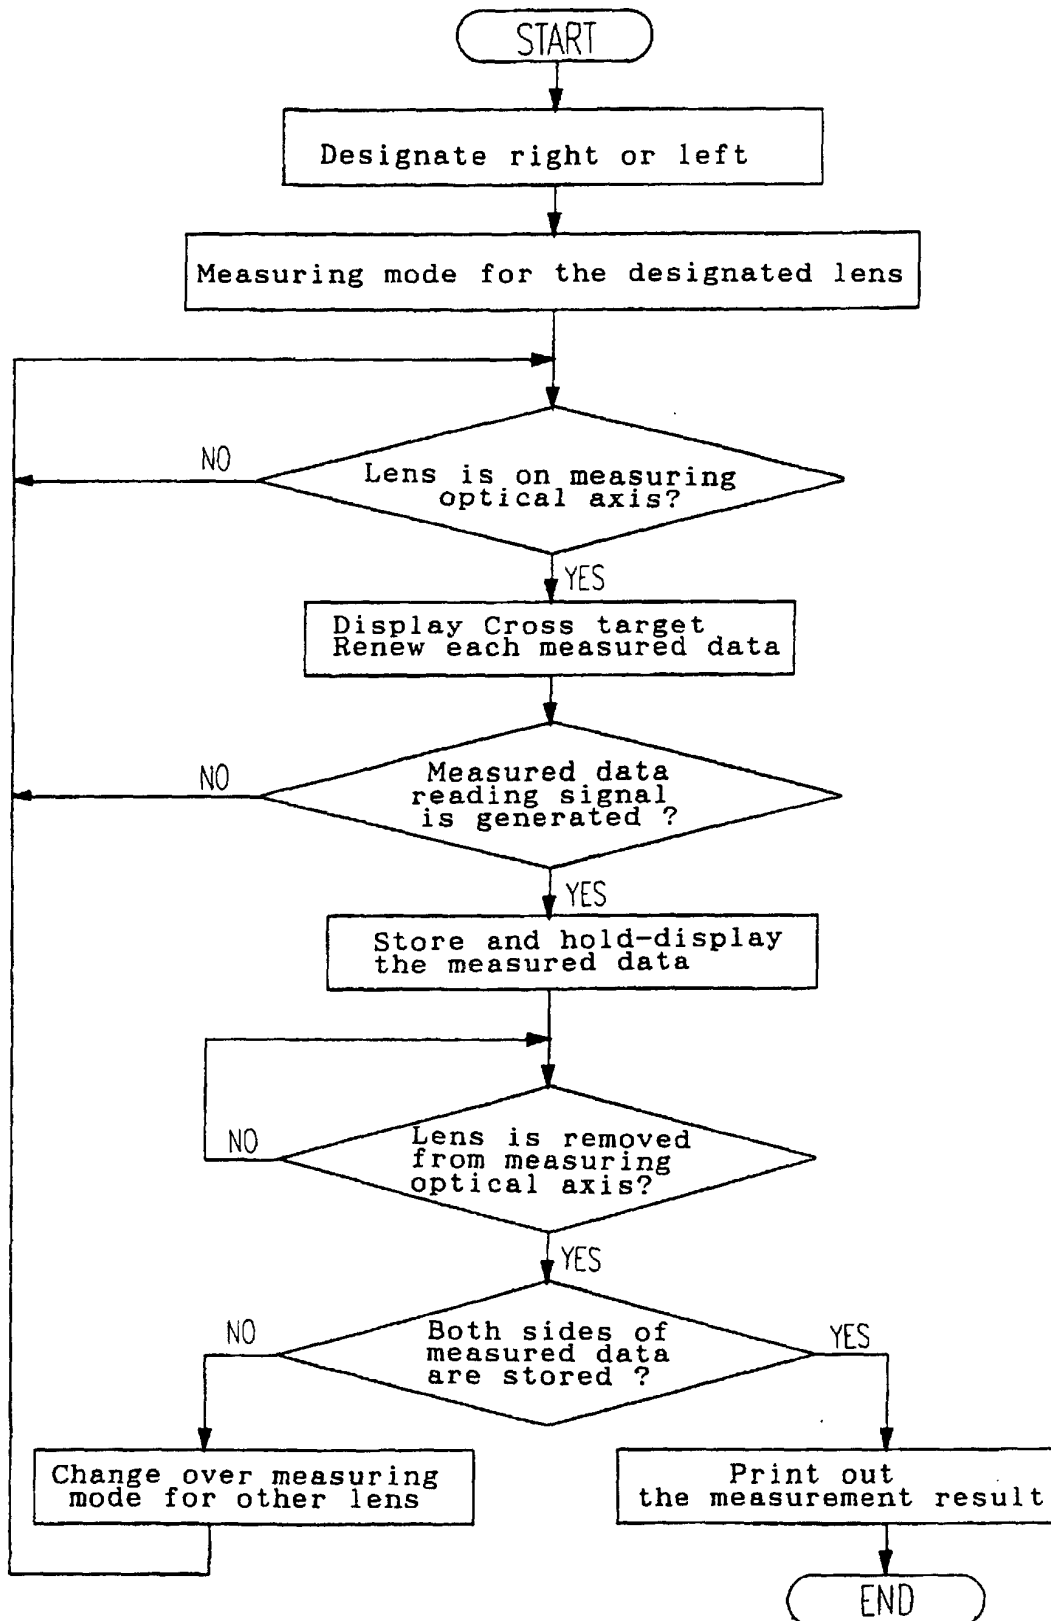 START
Designate right or left
Measuring mode for the designated lens
NO
Lens is on measuring
optical axis?
YES
Display Cross target
Renew each measured data
NO
Measured data
reading signal
is generated ?
YES
Store and hold-display
the measured data
NO
Lens is removed
from measuring
optical axis?
YES
NO
Both sides of
measured data
are stored ?
YES
Change over measuring
mode for other lens
Print out
the measurement result
END